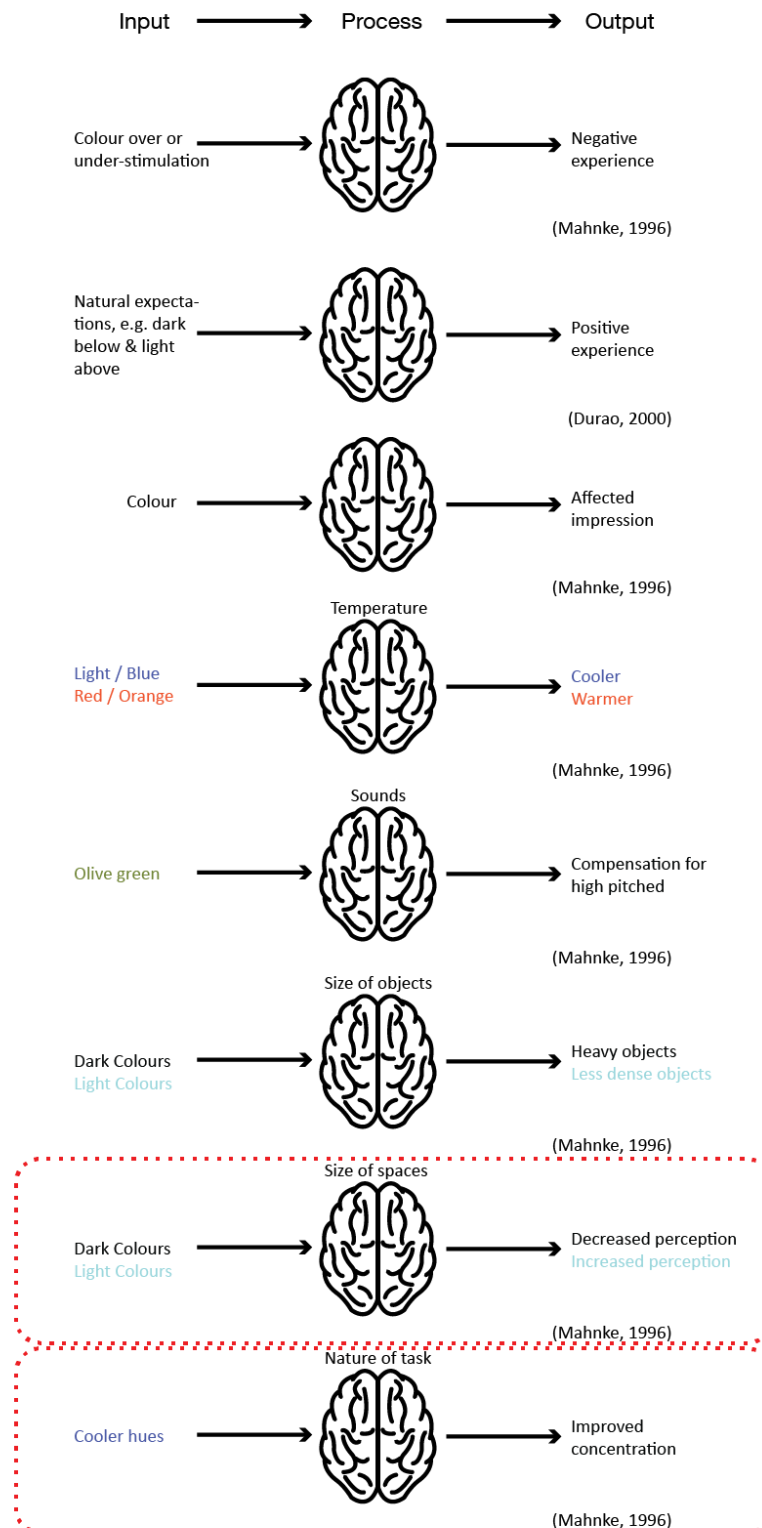 Input Process Output
Colour over or
under-stimulation
Negative
experience
(Mahnke, 1996)
Natural expecta-
tions, e.g. dark
below & light
above
Positive
experience
(Durao, 2000)
Colour
Affected
impression
(Mahnke, 1996)
Temperature
Light / Blue
Red / Orange
Cooler
Warmer
(Mahnke, 1996)
Sounds
Olive green
Compensation for
high pitched
(Mahnke, 1996)
Size of objects
Dark Colours
Light Colours
Heavy objects
Less dense objects
(Mahnke, 1996)
Size of spaces
Dark Colours
Light Colours
Decreased perception
Increased perception
(Mahnke, 1996)
Nature of task
Cooler hues
Improved
concentration
(Mahnke, 1996)